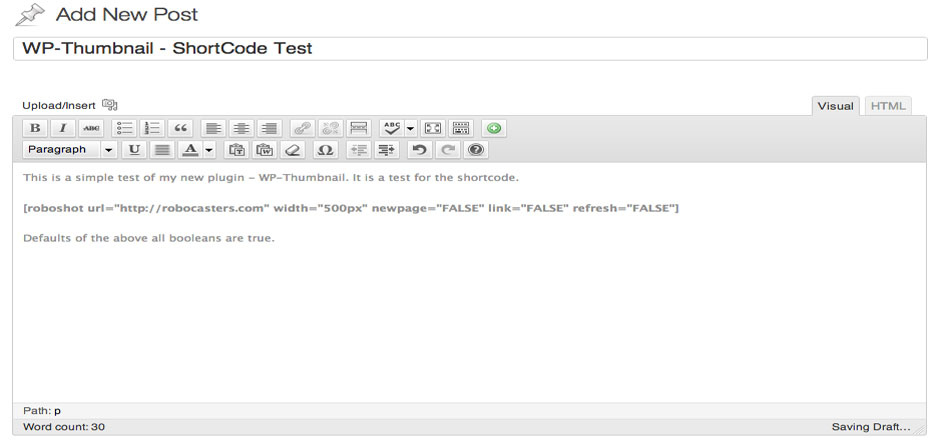 Add New Post
WP-Thumbnail - ShortCode Test
Upload/Insert
Visual HTML
B I ABC ABC
Paragraph U A T W Ω ?
This is a simple test of my new plugin – WP-Thumbnail. It is a test for the shortcode.
[roboshot url="http://robocasters.com" width="500px" newpage="FALSE" link="FALSE" refresh="FALSE"]
Defaults of the above all booleans are true.
Path: p
Word count: 30 Saving Draft...